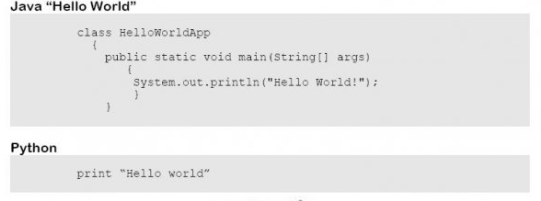 Java “Hello World”
class HelloWorldApp
{
public static void main(String[] args)
{
System.out.println("Hello World!");
}
}
Python
print “Hello world”